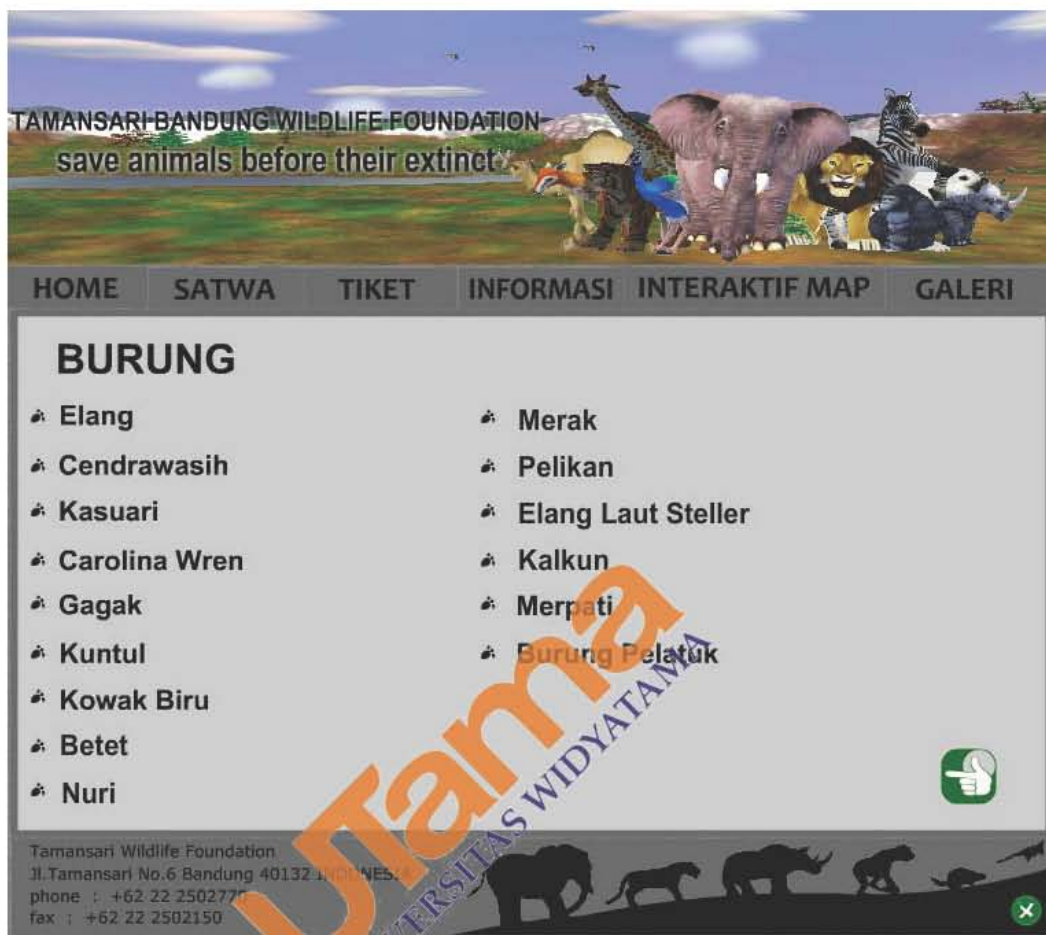 TAMANSARI BANDUNG WILDLIFE FOUNDATION
save animals before their extinct
HOME SATWA TIKET INFORMASI INTERAKTIF MAP GALERI
BURUNG
Elang
Cendrawasih
Kasuari
Carolina Wren
Gagak
Kuntul
Kowak Biru
Betet
Nuri
Merak
Pelikan
Elang Laut Steller
Kalkun
Merpati
Burung Pelatuk
Utama
VERSITAS WIDYATAMA
Tamansari Wildlife Foundation
Jl.Tamansari No.6 Bandung 40132 INDONESIA
phone : +62 22 2502770
fax : +62 22 2502150